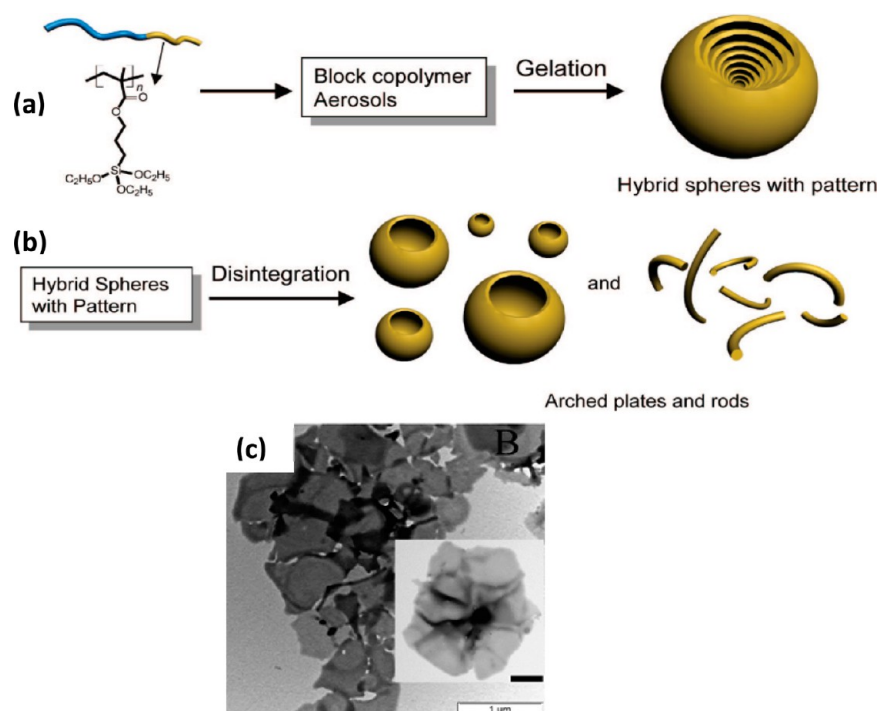 (a)
n
O
O
Si
C₂H₅O
OC₂H₅
OC₂H₅
Block copolymer
Aerosols
Gelation
Hybrid spheres with pattern
(b)
Hybrid Spheres
with Pattern
Disintegration
and
Arched plates and rods
(c)
B
1 µm